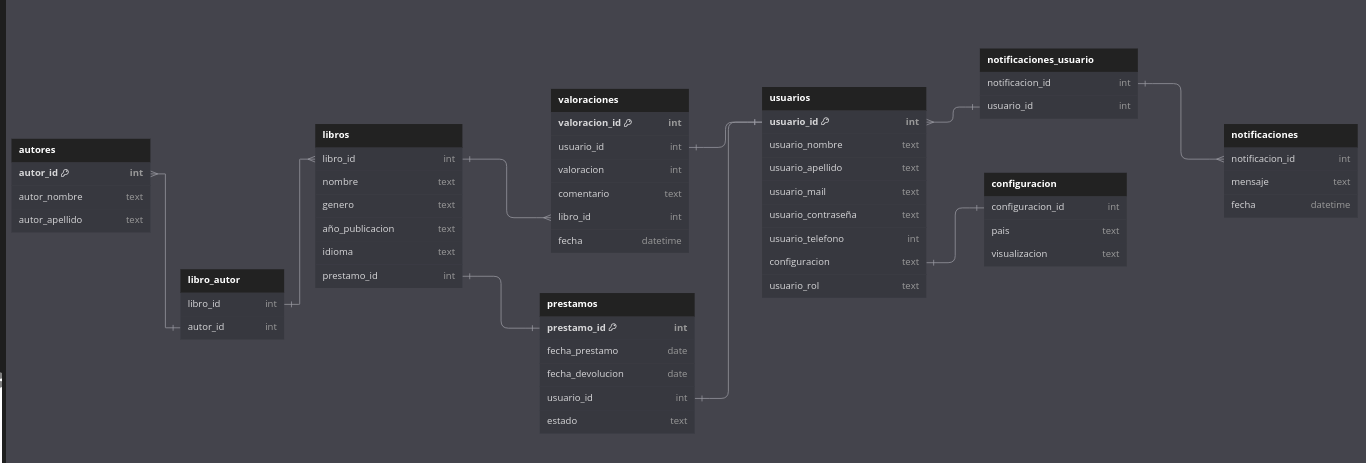 autores
autor_id int
autor_nombre text
autor_apellido text
libro_autor
libro_id int
autor_id int
libros
libro_id int
nombre text
genero text
año_publicacion text
idioma text
prestamo_id int
valoraciones
valoracion_id int
usuario_id int
valoracion int
comentario text
libro_id int
fecha datetime
prestamos
prestamo_id int
fecha_prestamo date
fecha_devolucion date
usuario_id int
estado text
usuarios
usuario_id int
usuario_nombre text
usuario_apellido text
usuario_mail text
usuario_contraseña text
usuario_telefono int
configuracion text
usuario_rol text
notificaciones_usuario
notificacion_id int
usuario_id int
configuracion
configuracion_id int
pais text
visualizacion text
notificaciones
notificacion_id int
mensaje text
fecha datetime